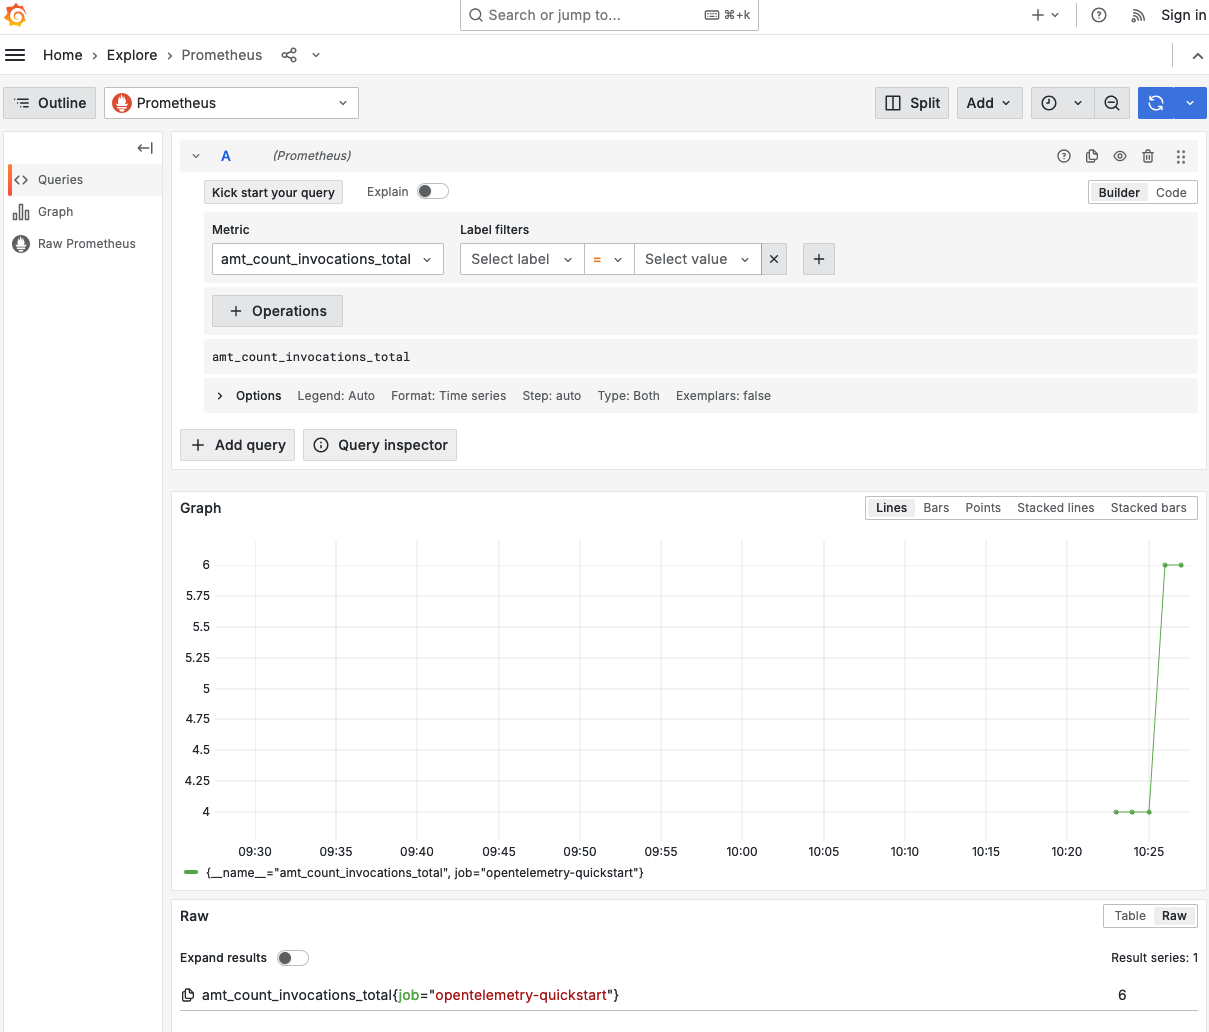 Search or jump to... ⌘+k Sign in
Home › Explore › Prometheus
Outline Prometheus Split Add
A (Prometheus)
Queries
Graph
Raw Prometheus
Kick start your query Explain Builder Code
Metric Label filters
amt_count_invocations_total Select label = Select value
+ Operations
amt_count_invocations_total
Options Legend: Auto Format: Time series Step: auto Type: Both Exemplars: false
+ Add query Query inspector
Graph Lines Bars Points Stacked lines Stacked bars
6
5.75
5.5
5.25
5
4.75
4.5
4.25
4
09:30 09:35 09:40 09:45 09:50 09:55 10:00 10:05 10:10 10:15 10:20 10:25
{__name__="amt_count_invocations_total", job="opentelemetry-quickstart"}
Raw Table Raw
Expand results Result series: 1
amt_count_invocations_total{job="opentelemetry-quickstart"} 6